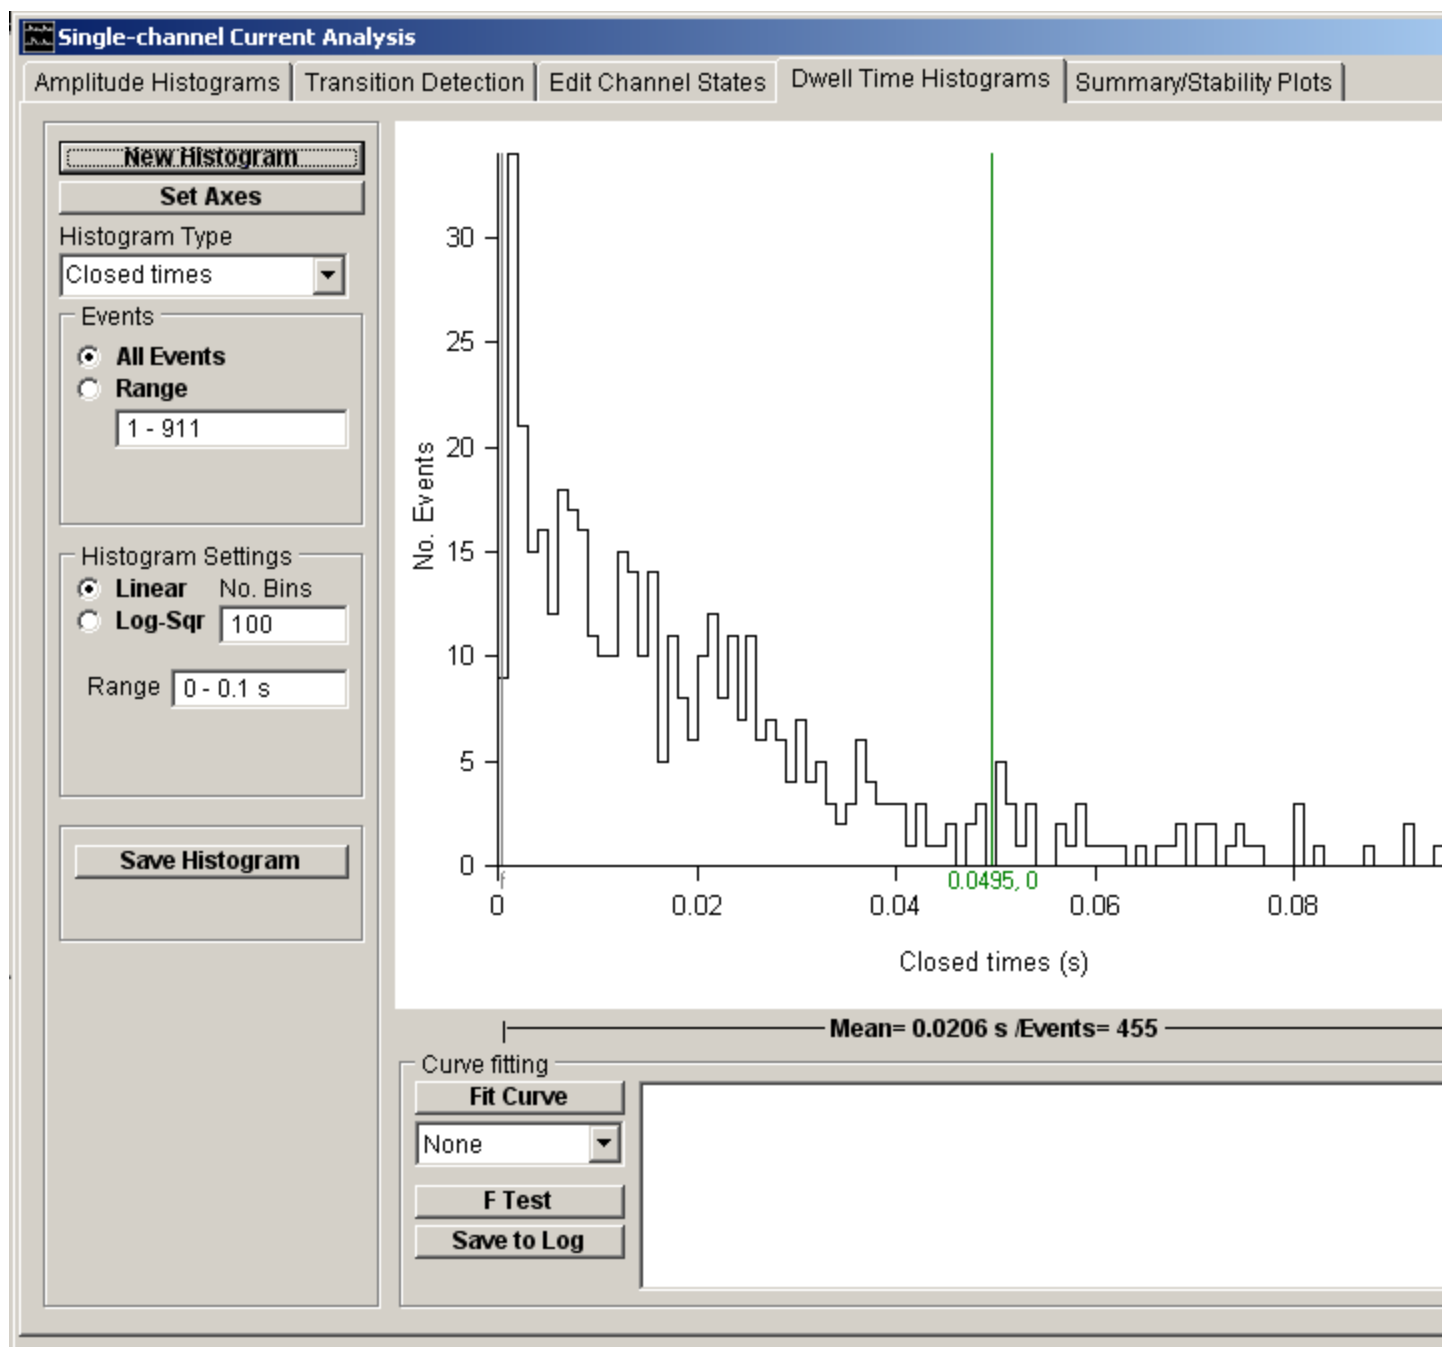 Single-channel Current Analysis
Amplitude Histograms Transition Detection Edit Channel States Dwell Time Histograms Summary/Stability Plots
New Histogram
Set Axes
Histogram Type
Closed times
Events
All Events
Range
1 - 911
Histogram Settings
Linear No. Bins
Log-Sqr 100
Range 0 - 0.1 s
Save Histogram
No. Events
30
25
20
15
10
5
0
f
0.0495, 0
0 0.02 0.04 0.06 0.08
Closed times (s)
Mean= 0.0206 s /Events= 455
Curve fitting
Fit Curve
None
F Test
Save to Log